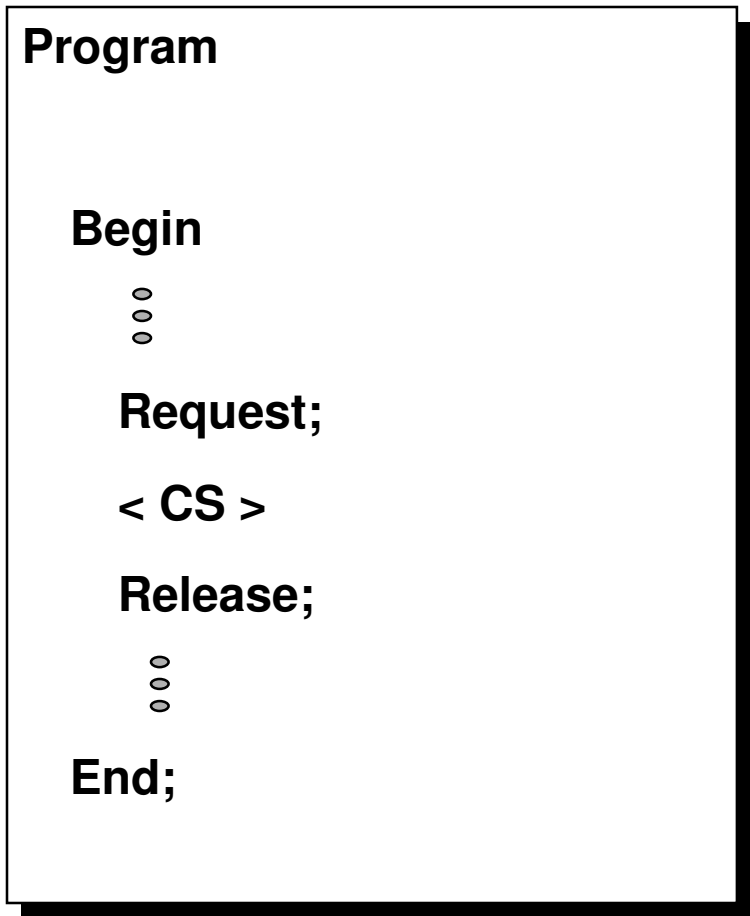 Program
Begin
Request;
< CS >
Release;
End;